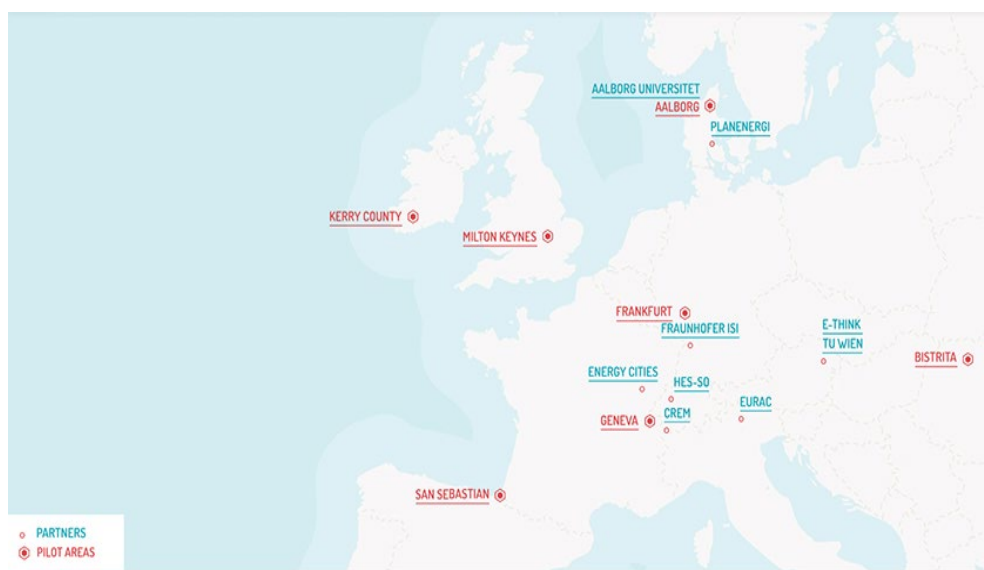 AALBORG UNIVERSITET
AALBORG
PLANENERGI
KERRY COUNTY
MILTON KEYNES
FRANKFURT
FRAUNHOFER ISI
E-THINK
TU WIEN
BISTRITA
ENERGY CITIES
HES-SO
EURAC
GENEVA
CREM
SAN SEBASTIAN
PARTNERS
PILOT AREAS